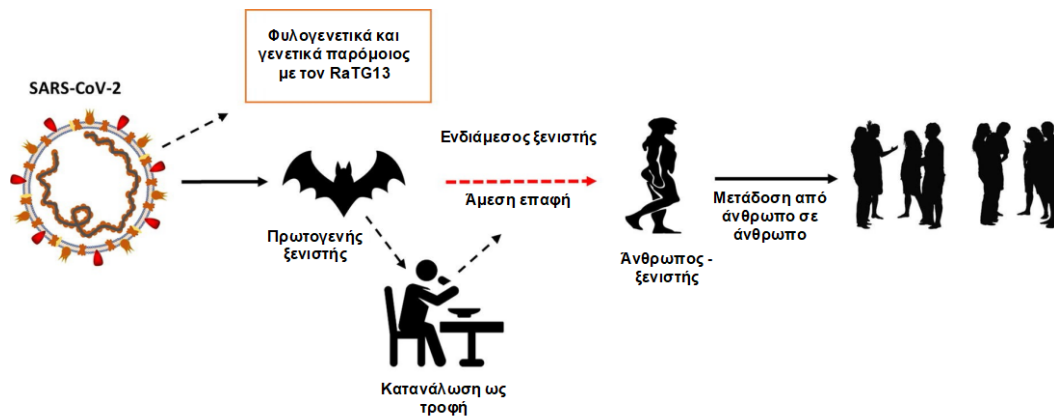 Φυλογενετικά και
γενετικά παρόμοιος
με τον RaTG13
SARS-CoV-2
Ενδιάμεσος ξενιστής
Άμεση επαφή
Πρωτογενής
ξενιστής
Μετάδοση από
άνθρωπο σε
άνθρωπο
Άνθρωπος -
ξενιστής
Κατανάλωση ως
τροφή